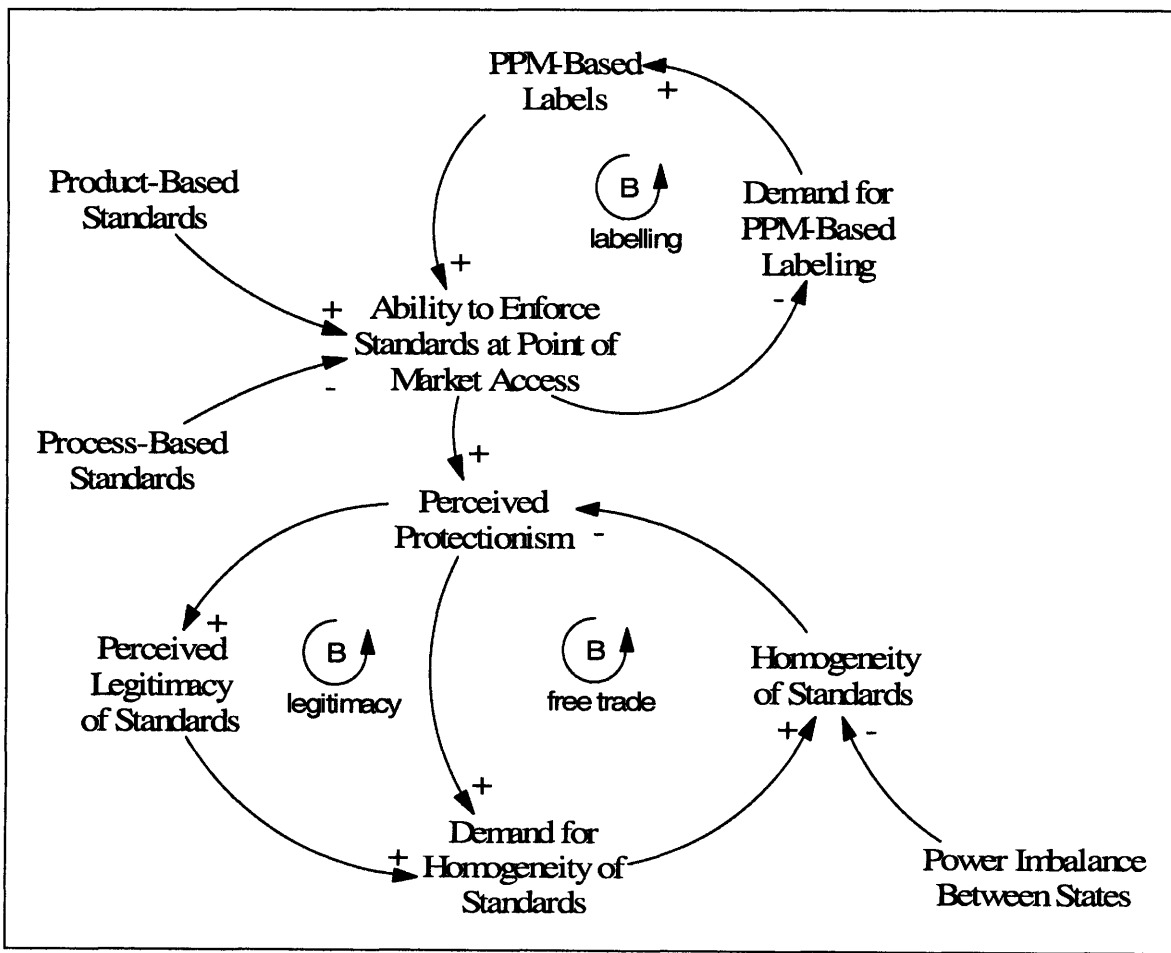 PPM-Based
Labels
+
Product-Based
Standards
B
labelling
Demand for
PPM-Based
Labeling
-
+
+
Ability to Enforce
Standards at Point of
Market Access
-
Process-Based
Standards
+
Perceived
Protectionism
-
+
Perceived
Legitimacy
of Standards
B
legitimacy
B
free trade
Homogeneity
of Standards
+
-
+
+
Demand for
Homogeneity of
Standards
Power Imbalance
Between States